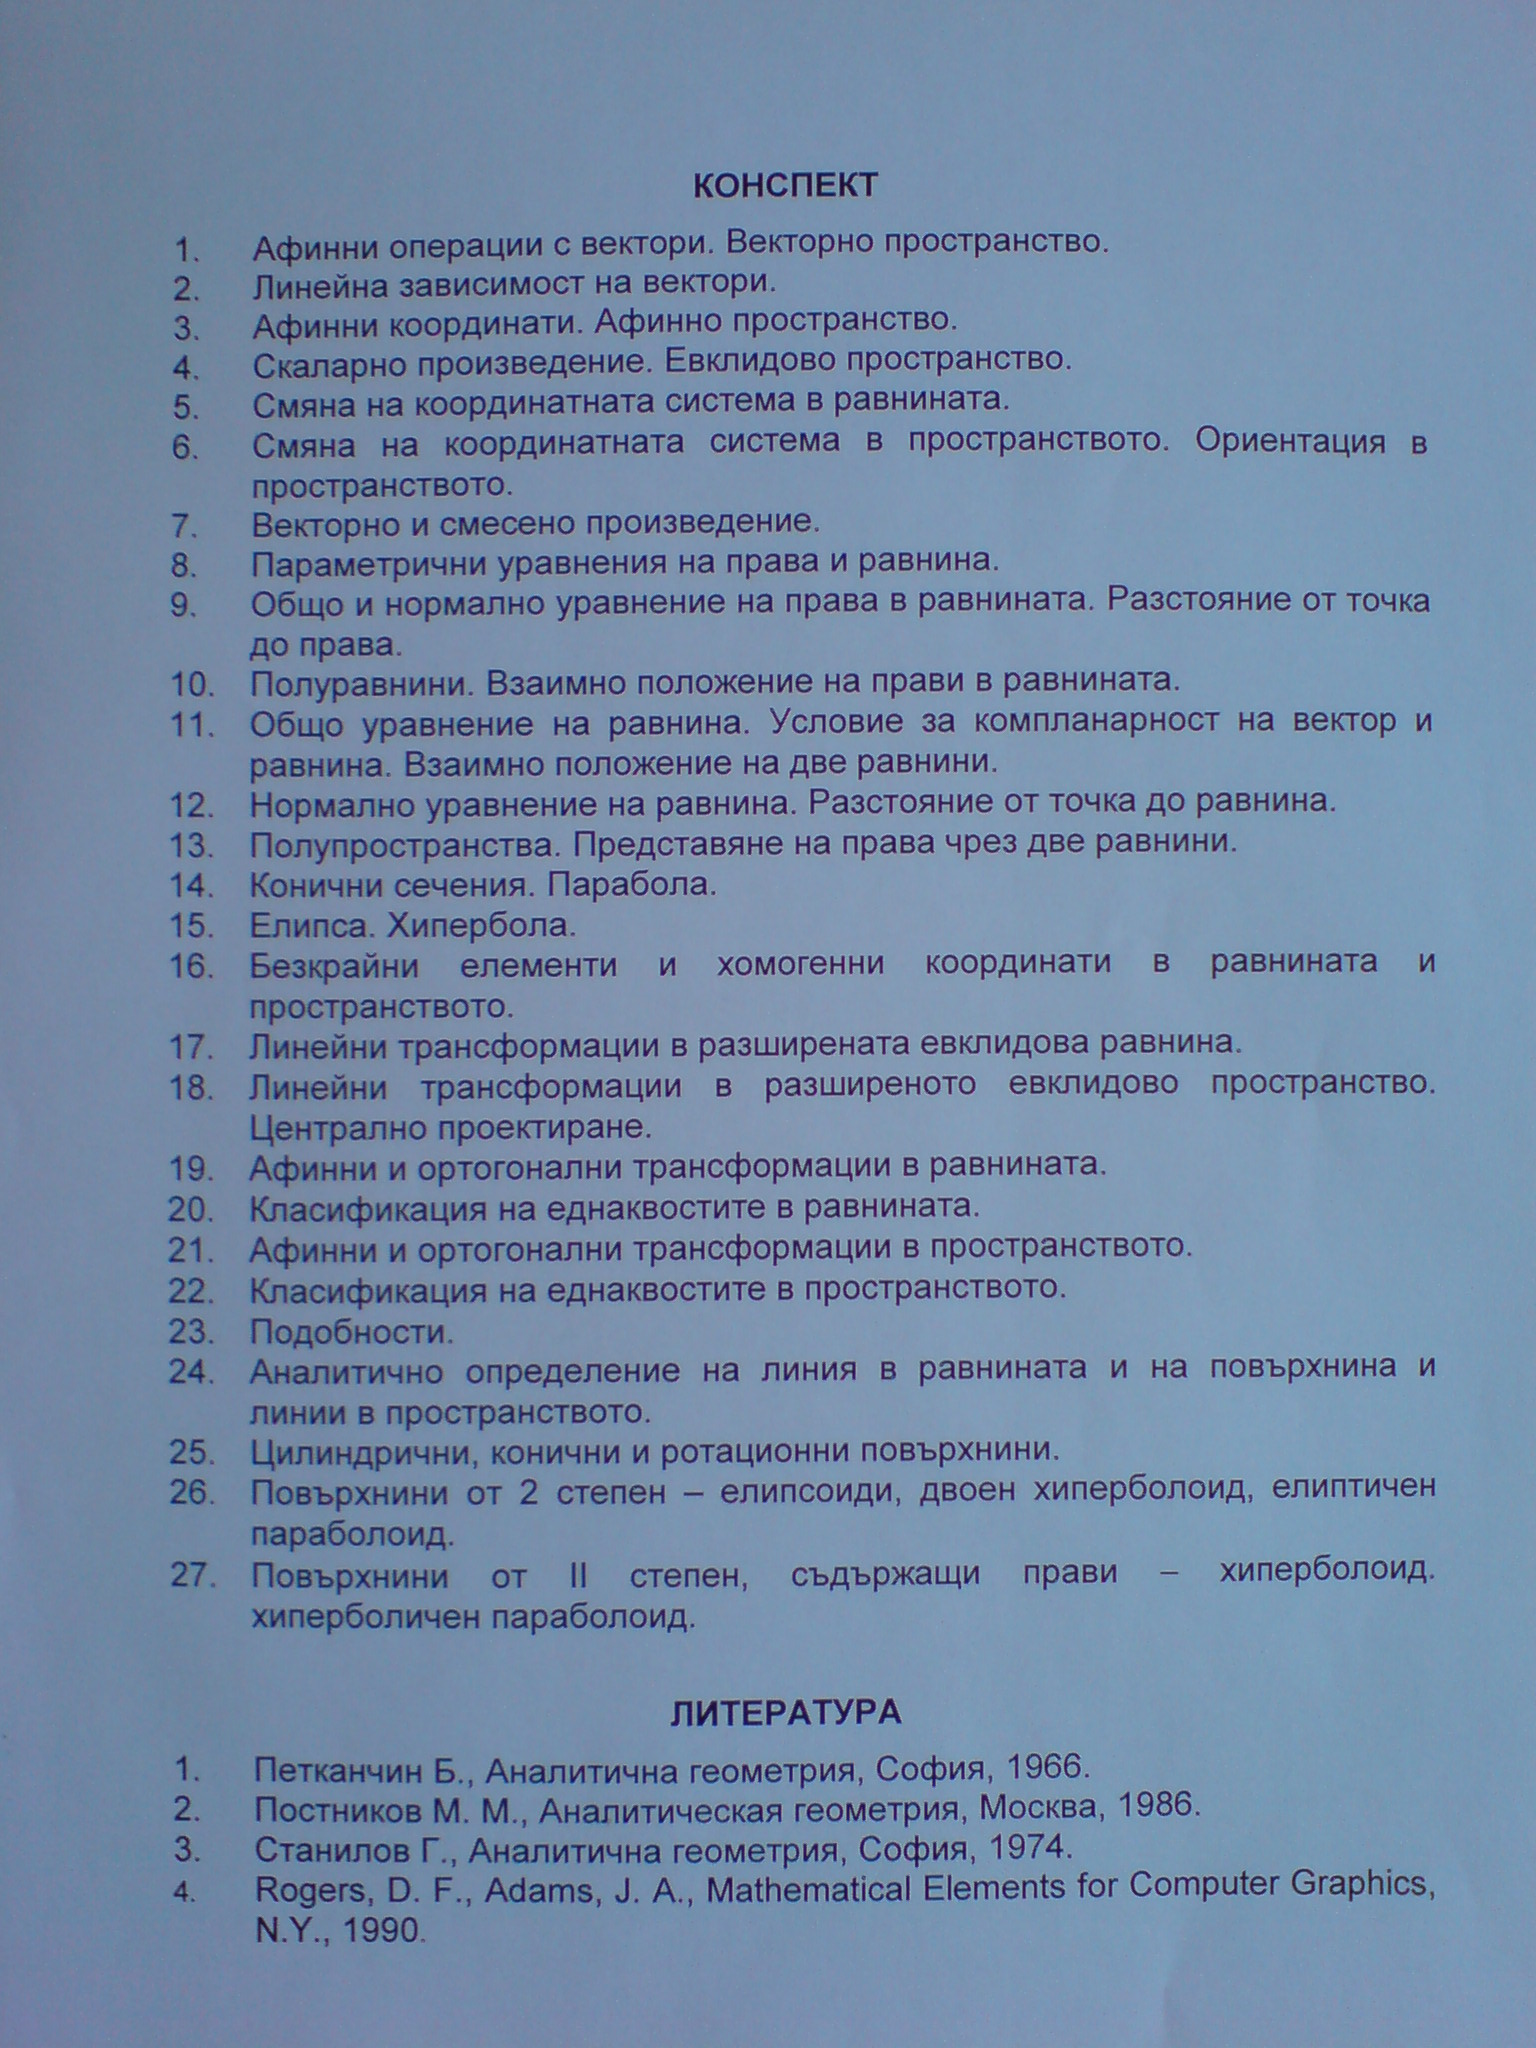 КОНСПЕКТ
1. Афинни операции с вектори. Векторно пространство.
2. Линейна зависимост на вектори.
3. Афинни координати. Афинно пространство.
4. Скаларно произведение. Евклидово пространство.
5. Смяна на координатната система в равнината.
6. Смяна на координатната система в пространството. Ориентация в
пространството.
7. Векторно и смесено произведение.
8. Параметрични уравнения на права и равнина.
9. Общо и нормално уравнение на права в равнината. Разстояние от точка
до права.
10. Полуравнини. Взаимно положение на прави в равнината.
11. Общо уравнение на равнина. Условие за компланарност на вектор и
равнина. Взаимно положение на две равнини.
12. Нормално уравнение на равнина. Разстояние от точка до равнина.
13. Полупространства. Представяне на права чрез две равнини.
14. Конични сечения. Парабола.
15. Елипса. Хипербола.
16. Безкрайни елементи и хомогенни координати в равнината и
пространството.
17. Линейни трансформации в разширената евклидова равнина.
18. Линейни трансформации в разширеното евклидово пространство.
Централно проектиране.
19. Афинни и ортогонални трансформации в равнината.
20. Класификация на еднаквостите в равнината.
21. Афинни и ортогонални трансформации в пространството.
22. Класификация на еднаквостите в пространството.
23. Подобности.
24. Аналитично определение на линия в равнината и на повърхнина и
линии в пространството.
25. Цилиндрични, конични и ротационни повърхнини.
26. Повърхнини от 2 степен – елипсоиди, двоен хиперболоид, елиптичен
параболоид.
27. Повърхнини от II степен, съдържащи прави – хиперболоид.
хиперболичен параболоид.
ЛИТЕРАТУРА
1. Петканчин Б., Аналитична геометрия, София, 1966.
2. Постников М. М., Аналитическая геометрия, Москва, 1986.
3. Станилов Г., Аналитична геометрия, София, 1974.
4. Rogers, D. F., Adams, J. A., Mathematical Elements for Computer Graphics,
N.Y., 1990.